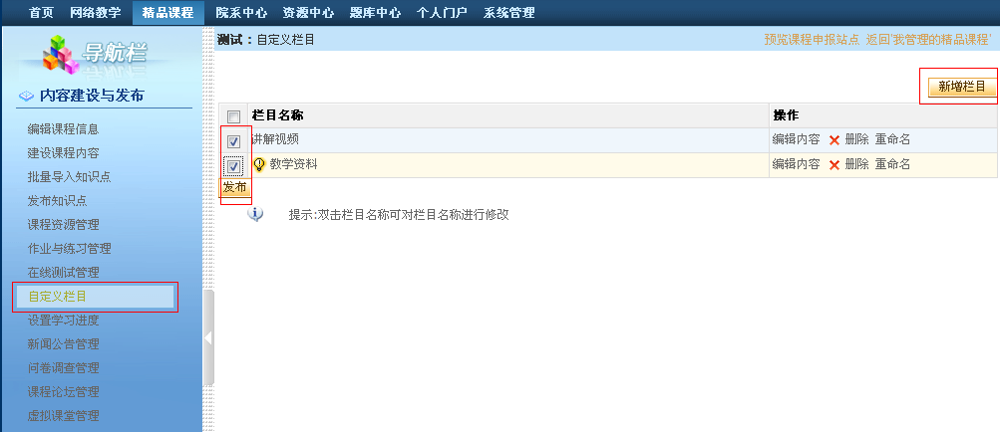 首页 网络教学 精品课程 院系中心 资源中心 题库中心 个人门户 系统管理
导航栏
内容建设与发布
编辑课程信息
建设课程内容
批量导入知识点
发布知识点
课程资源管理
作业与练习管理
在线测试管理
自定义栏目
设置学习进度
新闻公告管理
问卷调查管理
课程论坛管理
虚拟课堂管理
测试：自定义栏目 预览课程申报站点 返回'我管理的精品课程'
新增栏目
栏目名称 操作
讲解视频 编辑内容 删除 重命名
教学资料 编辑内容 删除 重命名
发布
提示:双击栏目名称可对栏目名称进行修改